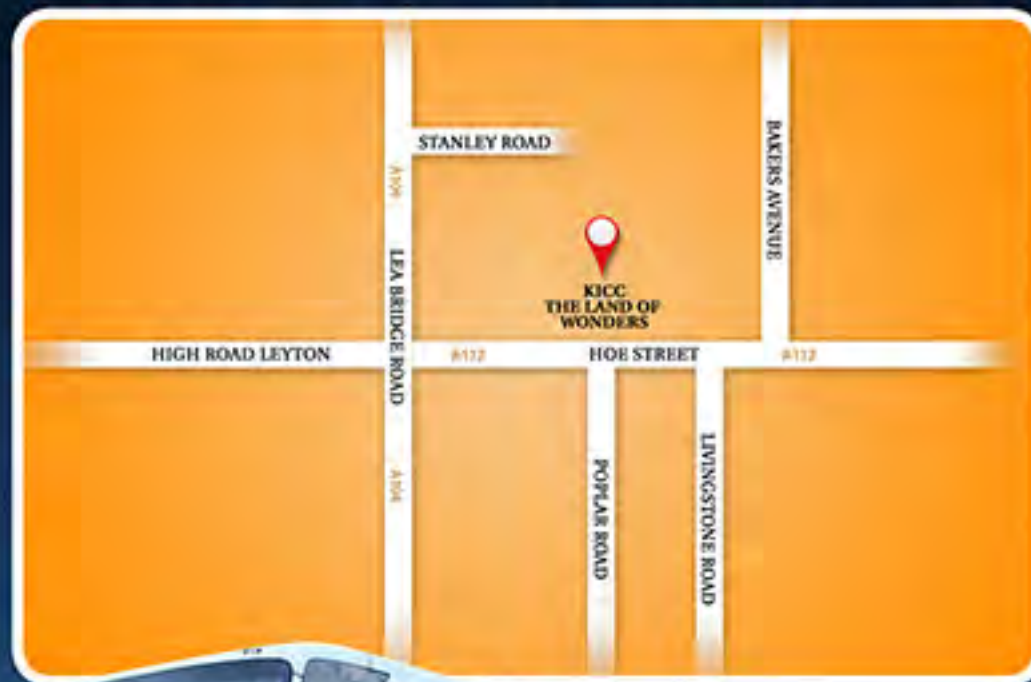 STANLEY ROAD
BAKERS AVENUE
A104
LEA BRIDGE ROAD
KICC
THE LAND OF
WONDERS
HIGH ROAD LEYTON
A112
HOE STREET
A112
A104
POPLAR ROAD
LIVINGSTONE ROAD